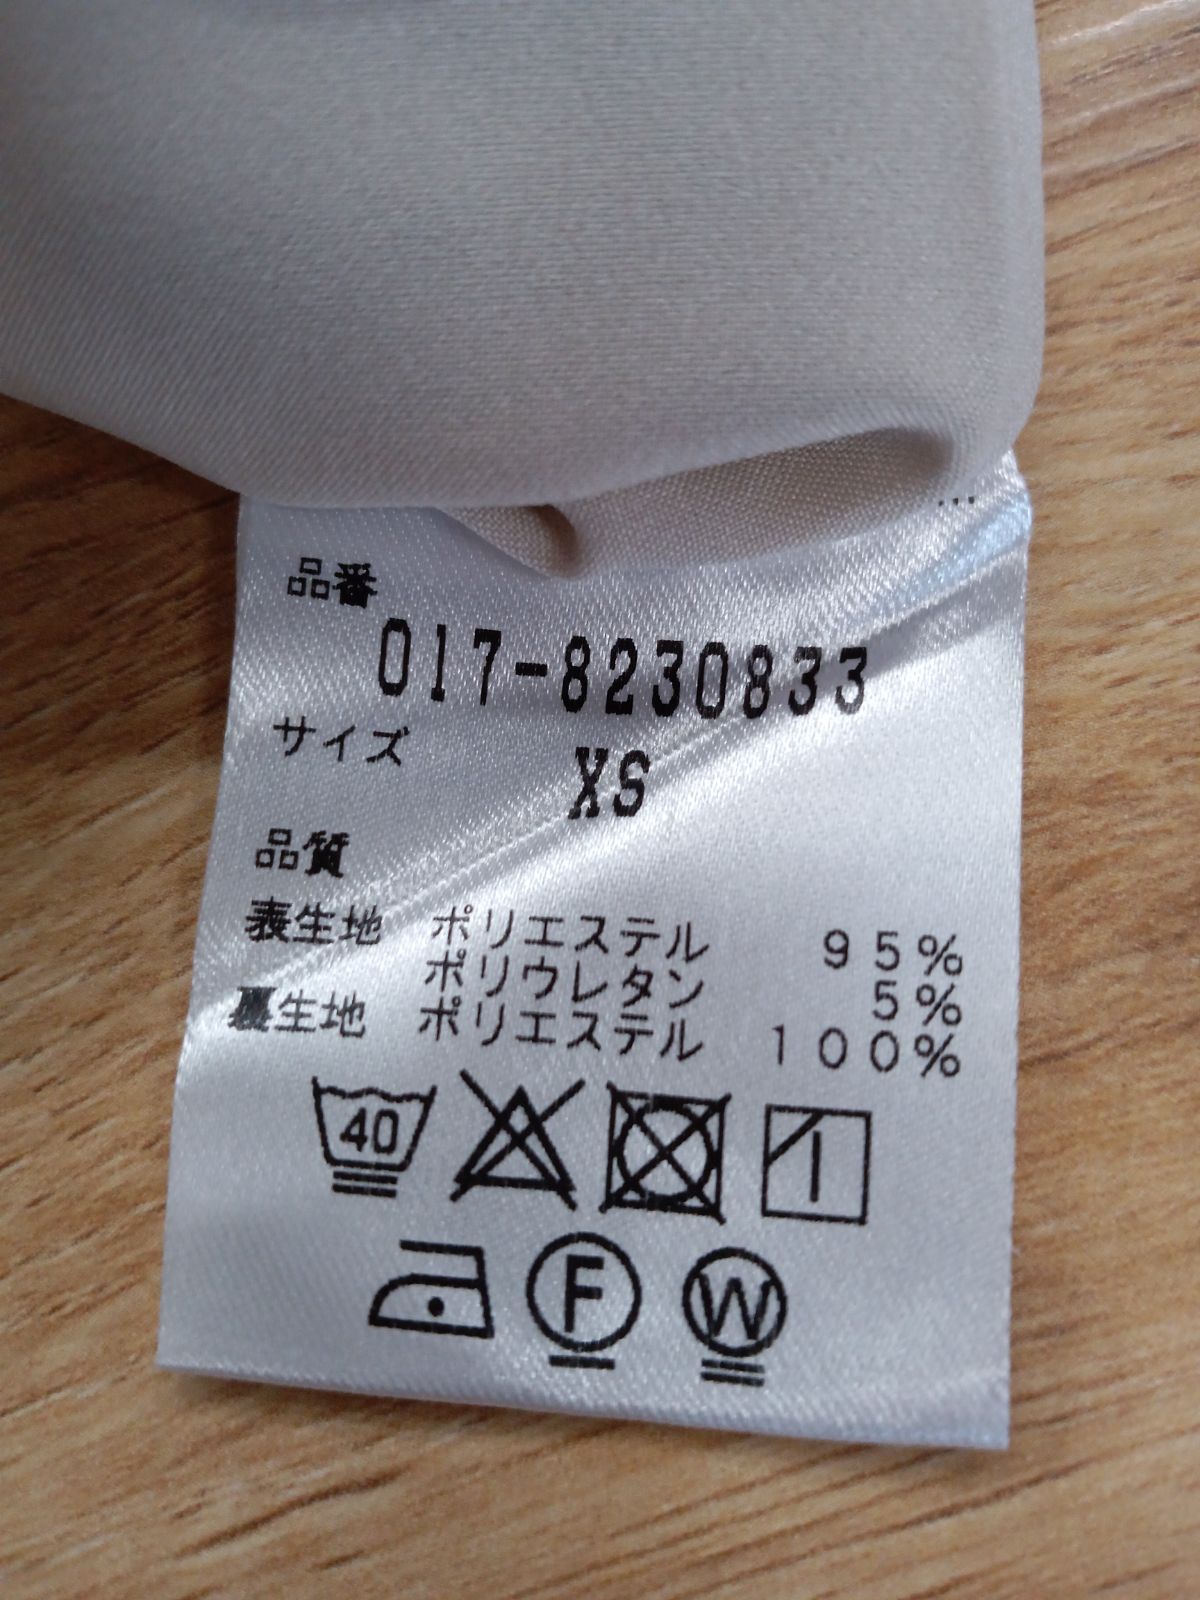 品番
017-8230833
サイズ
XS
品質
表生地 ポリエステル 95%
ポリウレタン 5%
裏生地 ポリエステル 100%
40
F
W